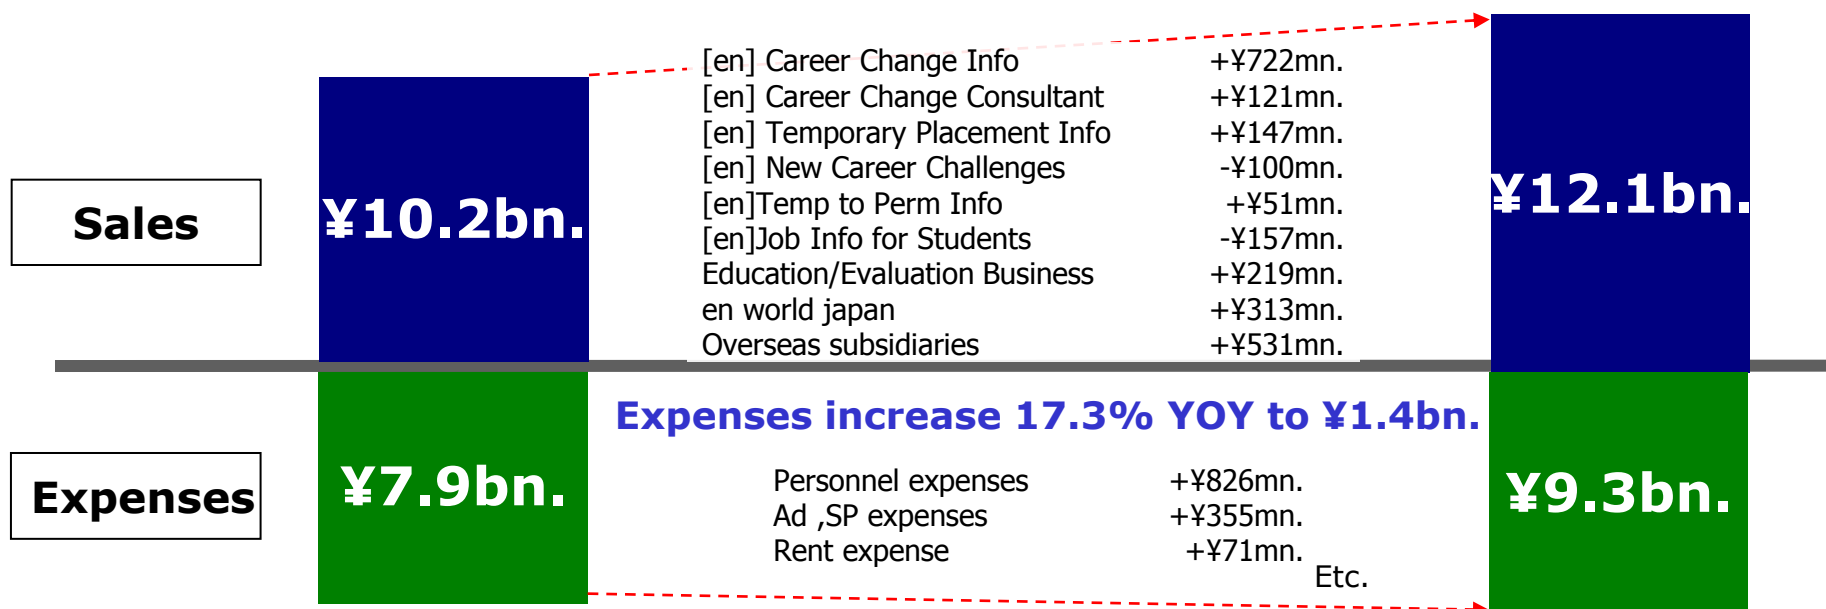 [en] Career Change Info +¥722mn.
[en] Career Change Consultant +¥121mn.
[en] Temporary Placement Info +¥147mn.
[en] New Career Challenges -¥100mn.
[en]Temp to Perm Info +¥51mn.
[en]Job Info for Students -¥157mn.
Education/Evaluation Business +¥219mn.
en world japan +¥313mn.
Overseas subsidiaries +¥531mn.
Sales
¥10.2bn.
¥12.1bn.
Expenses increase 17.3% YOY to ¥1.4bn.
Expenses
¥7.9bn.
Personnel expenses +¥826mn.
Ad ,SP expenses +¥355mn.
Rent expense +¥71mn.
Etc.
¥9.3bn.